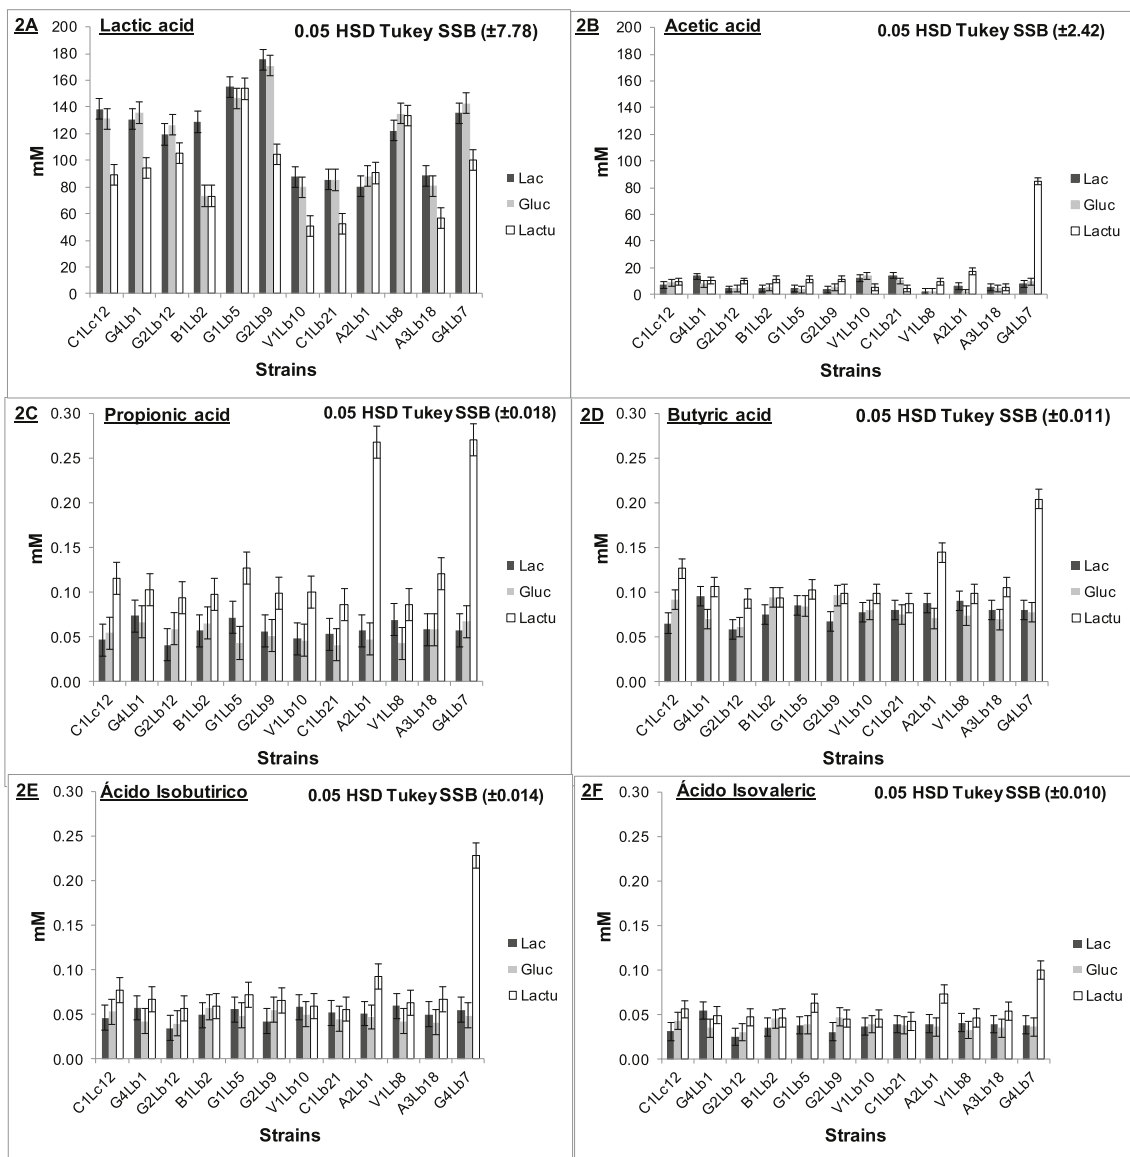 2A Lactic acid 0.05 HSD Tukey SSB (±7.78)
200
180
160
140
120
100
80
60
40
20
0
mM
Lac
Gluc
Lactu
C1Lc12 G4Lb1 G2Lb12 B1Lb2 G1Lb5 G2Lb9 V1Lb10 C1Lb21 A2Lb1 V1Lb8 A3Lb18 G4Lb7
Strains
2B Acetic acid 0.05 HSD Tukey SSB (±2.42)
200
180
160
140
120
100
80
60
40
20
0
mM
Lac
Gluc
Lactu
C1Lc12 G4Lb1 G2Lb12 B1Lb2 G1Lb5 G2Lb9 V1Lb10 C1Lb21 V1Lb8 A2Lb1 A3Lb18 G4Lb7
Strains
2C Propionic acid 0.05 HSD Tukey SSB (±0.018)
0.30
0.25
0.20
0.15
0.10
0.05
0.00
mM
Lac
Gluc
Lactu
C1Lc12 G4Lb1 G2Lb12 B1Lb2 G1Lb5 G2Lb9 V1Lb10 C1Lb21 A2Lb1 V1Lb8 A3Lb18 G4Lb7
Strains
2D Butyric acid 0.05 HSD Tukey SSB (±0.011)
0.30
0.25
0.20
0.15
0.10
0.05
0.00
mM
Lac
Gluc
Lactu
C1Lc12 G4Lb1 G2Lb12 B1Lb2 G1Lb5 G2Lb9 V1Lb10 C1Lb21 A2Lb1 V1Lb8 A3Lb18 G4Lb7
Strains
2E Ácido Isobutirico 0.05 HSD Tukey SSB (±0.014)
0.30
0.25
0.20
0.15
0.10
0.05
0.00
mM
Lac
Gluc
Lactu
C1Lc12 G4Lb1 G2Lb12 B1Lb2 G1Lb5 G2Lb9 V1Lb10 C1Lb21 A2Lb1 V1Lb8 A3Lb18 G4Lb7
Strains
2F Ácido Isovaleric 0.05 HSD Tukey SSB (±0.010)
0.30
0.25
0.20
0.15
0.10
0.05
0.00
mM
Lac
Gluc
Lactu
C1Lc12 G4Lb1 G2Lb12 B1Lb2 G1Lb5 G2Lb9 V1Lb10 C1Lb21 A2Lb1 V1Lb8 A3Lb18 G4Lb7
Strains